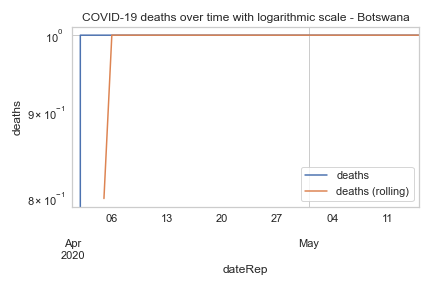 COVID-19 deaths over time with logarithmic scale - Botswana
10⁰
9 × 10⁻¹
8 × 10⁻¹
deaths
deaths
deaths (rolling)
06 13 20 27 04 11
Apr May
2020
dateRep